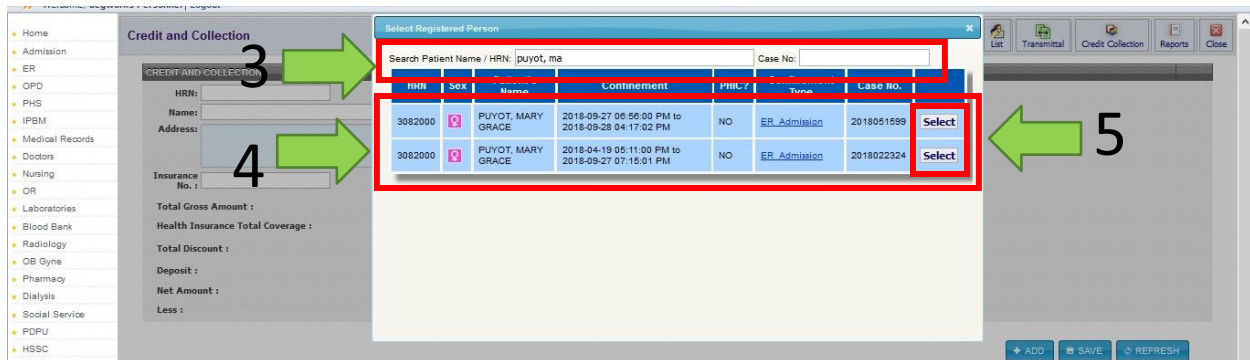 Welcome, Segworks Personnel | Logout
Home
Admission
ER
OPD
PHS
IPBM
Medical Records
Doctors
Nursing
OR
Laboratories
Blood Bank
Radiology
OB Gyne
Pharmacy
Dialysis
Social Service
PDPU
HSSC
Credit and Collection
List Transmittal Credit Collection Reports Close
CREDIT AND COLLECTION
HRN:
Name:
Address:
Insurance No. :
Total Gross Amount :
Health Insurance Total Coverage :
Total Discount :
Deposit :
Net Amount :
Less :
Select Registered Person x
3
Search Patient Name / HRN: puyot, ma Case No:
HRN Sex Name Confinement PHIC? Type Case No.
4
3082000 PUYOT, MARY GRACE 2018-09-27 06:56:00 PM to 2018-09-28 04:17:02 PM NO ER Admission 2018051599 Select
3082000 PUYOT, MARY GRACE 2018-04-19 05:11:00 PM to 2018-09-27 07:15:01 PM NO ER Admission 2018022324 Select
5
ADD SAVE REFRESH